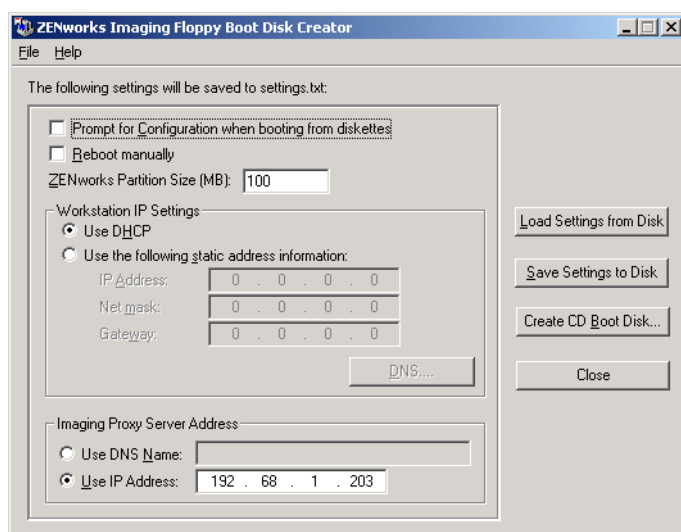 ZENworks Imaging Floppy Boot Disk Creator
File Help
The following settings will be saved to settings.txt:
Prompt for Configuration when booting from diskettes
Reboot manually
ZENworks Partition Size (MB): 100
Workstation IP Settings
Use DHCP
Use the following static address information:
IP Address: 0 . 0 . 0 . 0
Net mask: 0 . 0 . 0 . 0
Gateway: 0 . 0 . 0 . 0
DNS....
Imaging Proxy Server Address
Use DNS Name:
Use IP Address: 192 . 68 . 1 . 203
Load Settings from Disk
Save Settings to Disk
Create CD Boot Disk...
Close